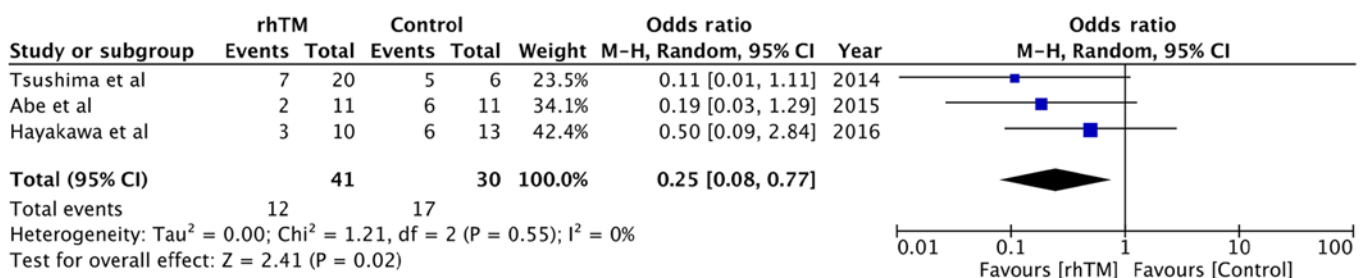 rhTM Control Odds ratio Odds ratio
Study or subgroup Events Total Events Total Weight M-H, Random, 95% CI Year M-H, Random, 95% CI
Tsushima et al 7 20 5 6 23.5% 0.11 [0.01, 1.11] 2014
Abe et al 2 11 6 11 34.1% 0.19 [0.03, 1.29] 2015
Hayakawa et al 3 10 6 13 42.4% 0.50 [0.09, 2.84] 2016
Total (95% CI) 41 30 100.0% 0.25 [0.08, 0.77]
Total events 12 17
Heterogeneity: Tau² = 0.00; Chi² = 1.21, df = 2 (P = 0.55); I² = 0%
Test for overall effect: Z = 2.41 (P = 0.02)
0.01 0.1 1 10 100
Favours [rhTM] Favours [Control]